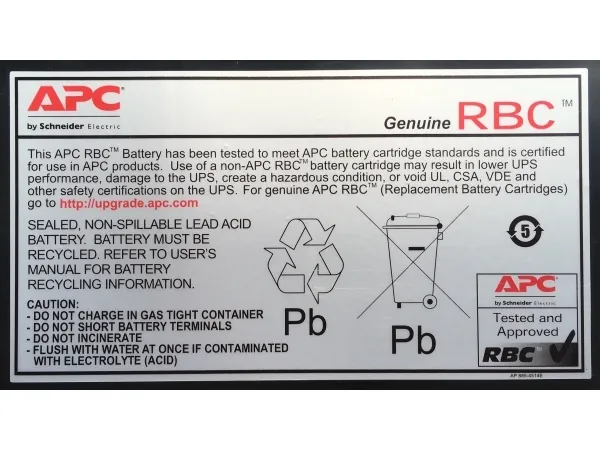 APC
by Schneider Electric
Genuine RBC™
This APC RBC™ Battery has been tested to meet APC battery cartridge standards and is certified
for use in APC products. Use of a non-APC RBC™ battery cartridge may result in lower UPS
performance, damage to the UPS, create a hazardous condition, or void UL, CSA, VDE and
other safety certifications on the UPS. For genuine APC RBC™ (Replacement Battery Cartridges)
go to http://upgrade.apc.com
SEALED, NON-SPILLABLE LEAD ACID
BATTERY. BATTERY MUST BE
RECYCLED. REFER TO USER'S
MANUAL FOR BATTERY
RECYCLING INFORMATION.
CAUTION:
- DO NOT CHARGE IN GAS TIGHT CONTAINER
- DO NOT SHORT BATTERY TERMINALS
- DO NOT INCINERATE
- FLUSH WITH WATER AT ONCE IF CONTAMINATED
WITH ELECTROLYTE (ACID)
Pb
Pb
5
APC
by Schneider Electric
Tested and
Approved
RBC™